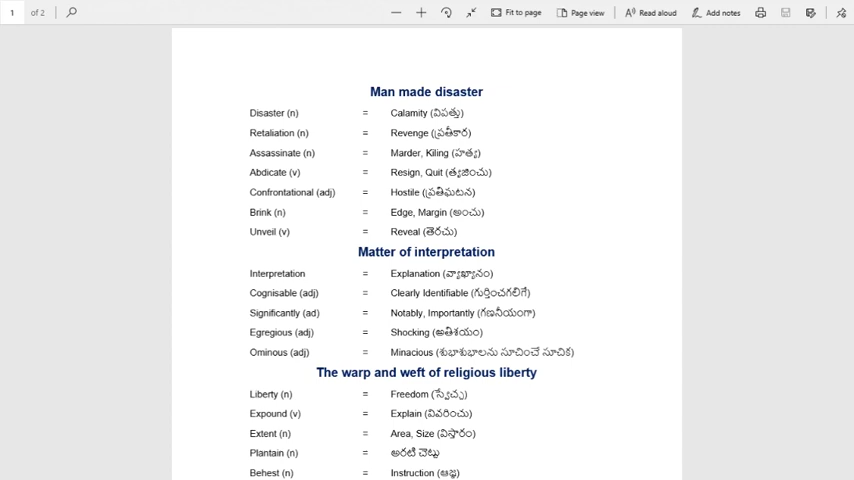 1 of 2 Fit to page Page view Read aloud Add notes
Man made disaster
Disaster (n) = Calamity (విపత్తు)
Retaliation (n) = Revenge (ప్రతీకార)
Assassinate (n) = Marder, Kiling (హత్య)
Abdicate (v) = Resign, Quit (త్యజించు)
Confrontational (adj) = Hostile (ప్రతిఘటన)
Brink (n) = Edge, Margin (అంచు)
Unveil (v) = Reveal (తెరచు)
Matter of interpretation
Interpretation = Explanation (వ్యాఖ్యానం)
Cognisable (adj) = Clearly Identifiable (గుర్తించగలిగే)
Significantly (ad) = Notably, Importantly (గణనీయంగా)
Egregious (adj) = Shocking (అతిశయం)
Ominous (adj) = Minacious (శుభాశుభాలను సూచించే సూచిక)
The warp and weft of religious liberty
Liberty (n) = Freedom (స్వేచ్ఛ)
Expound (v) = Explain (వివరించు)
Extent (n) = Area, Size (విస్తారం)
Plantain (n) = అరటి చెట్టు
Behest (n) = Instruction (ఆజ్ఞ)